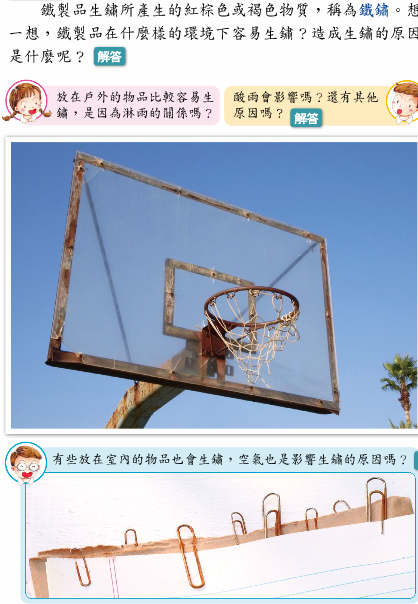 鐵製品生鏽所產生的紅棕色或褐色物質，稱為鐵鏽。想
一想，鐵製品在什麼樣的環境下容易生鏽？造成生鏽的原因
是什麼呢？ 解答
放在戶外的物品比較容易生
鏽，是因為淋雨的關係嗎？
酸雨會影響嗎？還有其他
原因嗎？ 解答
有些放在室內的物品也會生鏽，空氣也是影響生鏽的原因嗎？